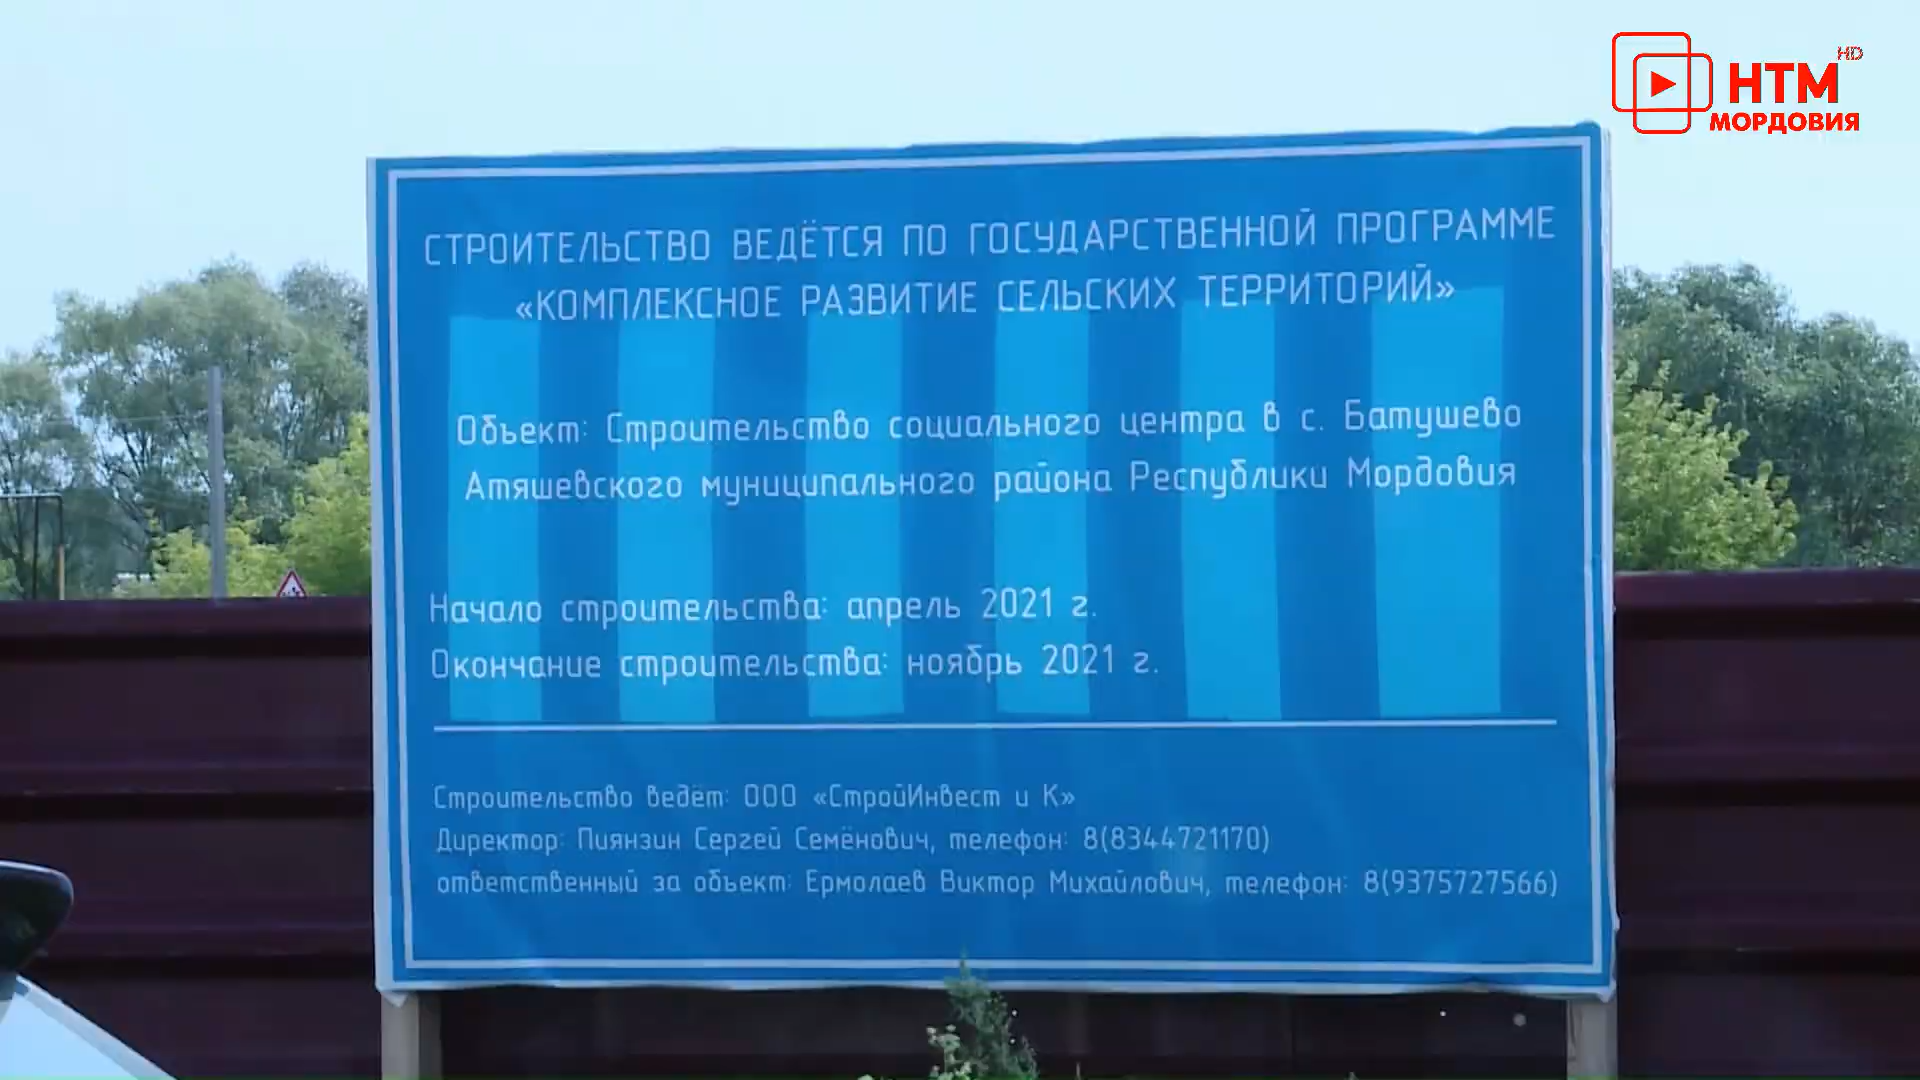 HD
НТМ
МОРДОВИЯ
СТРОИТЕЛЬСТВО ВЕДЁТСЯ ПО ГОСУДАРСТВЕННОЙ ПРОГРАММЕ
«КОМПЛЕКСНОЕ РАЗВИТИЕ СЕЛЬСКИХ ТЕРРИТОРИЙ»
Объект: Строительство социального центра в с. Батушево
Атяшевского муниципального района Республики Мордовия
Начало строительства: апрель 2021 г.
Окончание строительства: ноябрь 2021 г.
Строительство ведёт: ООО «СтройИнвест и К»
Директор: Пиянзин Сергей Семёнович, телефон: 8(8344721170)
ответственный за объект: Ермолаев Виктор Михайлович, телефон: 8(9375727566)